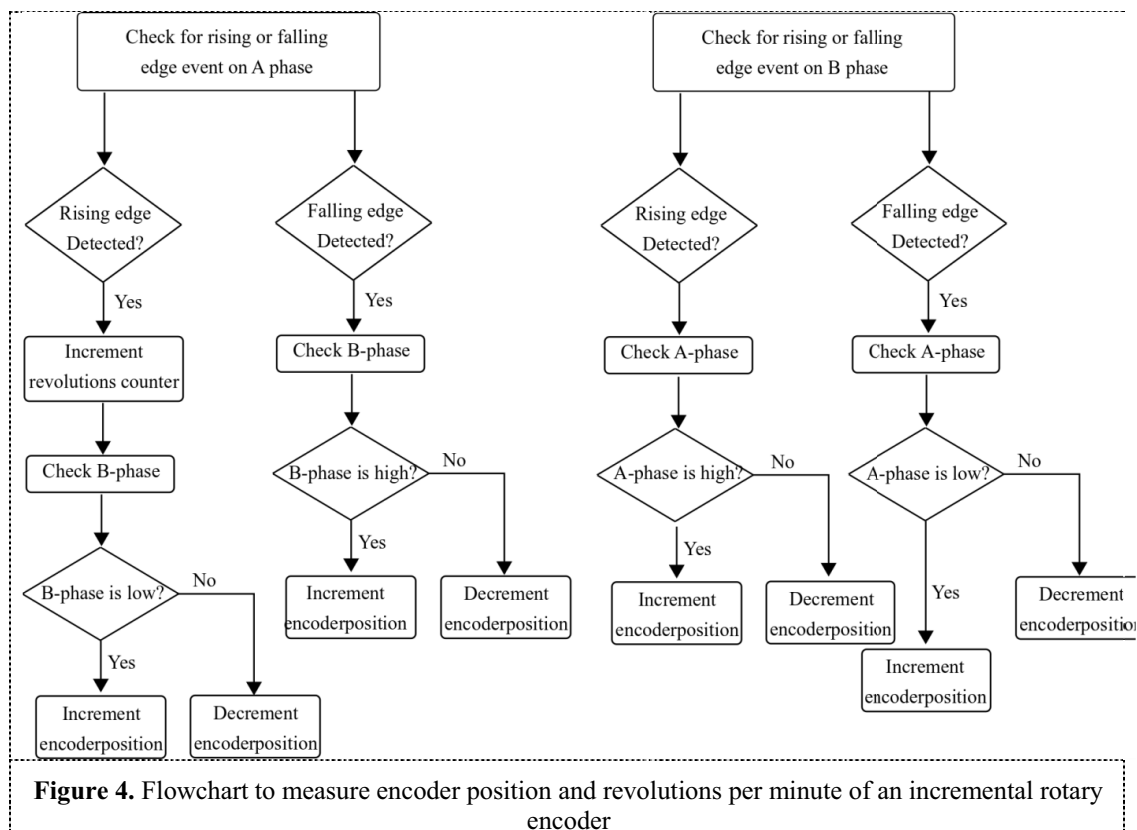 Check for rising or falling
edge event on A phase
Rising edge
Detected?
Yes
Increment
revolutions counter
Check B-phase
B-phase is low?
No
Yes
Increment
encoderposition
Decrement
encoderposition
Falling edge
Detected?
Yes
Check B-phase
B-phase is high?
No
Yes
Increment
encoderposition
Decrement
encoderposition
Check for rising or falling
edge event on B phase
Rising edge
Detected?
Check A-phase
A-phase is high?
No
Yes
Increment
encoderposition
Decrement
encoderposition
Falling edge
Detected?
Yes
Check A-phase
A-phase is low?
No
Yes
Increment
encoderposition
Decrement
encoderposition
Figure 4. Flowchart to measure encoder position and revolutions per minute of an incremental rotary
encoder